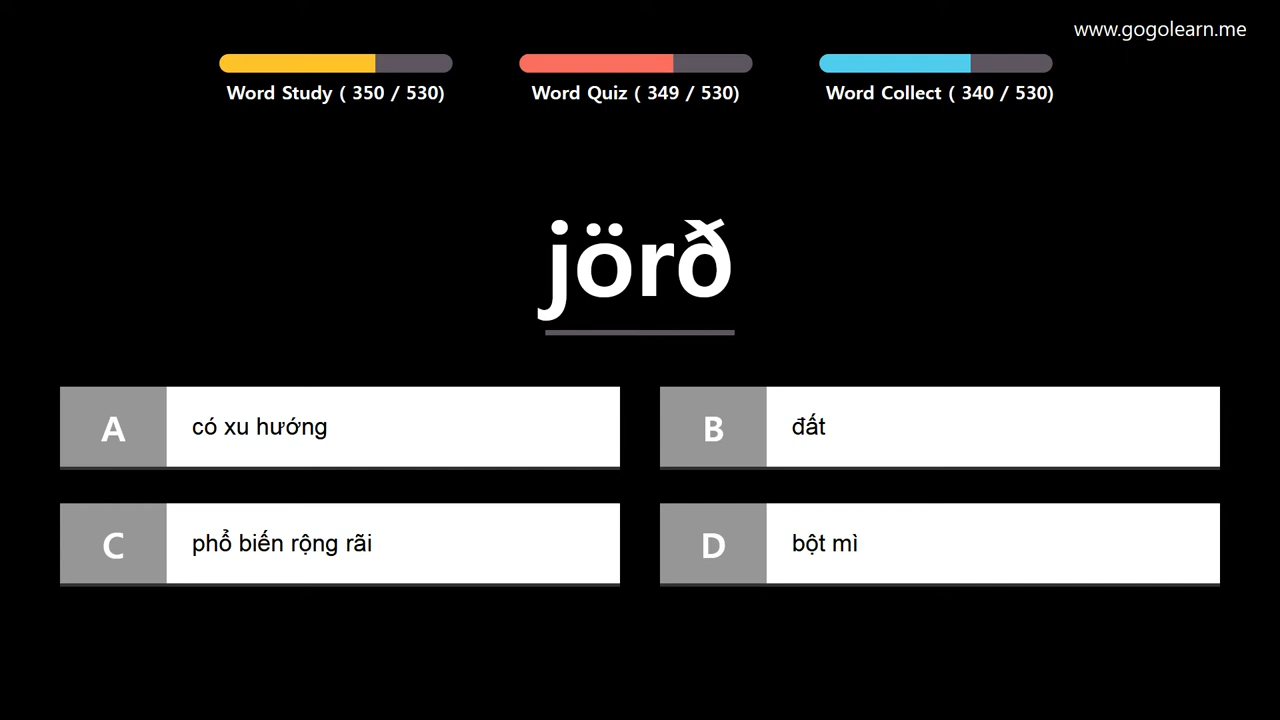 www.gogolearn.me
Word Study ( 350 / 530)
Word Quiz ( 349 / 530)
Word Collect ( 340 / 530)
jörð
A có xu hướng
B đất
C phổ biến rộng rãi
D bột mì